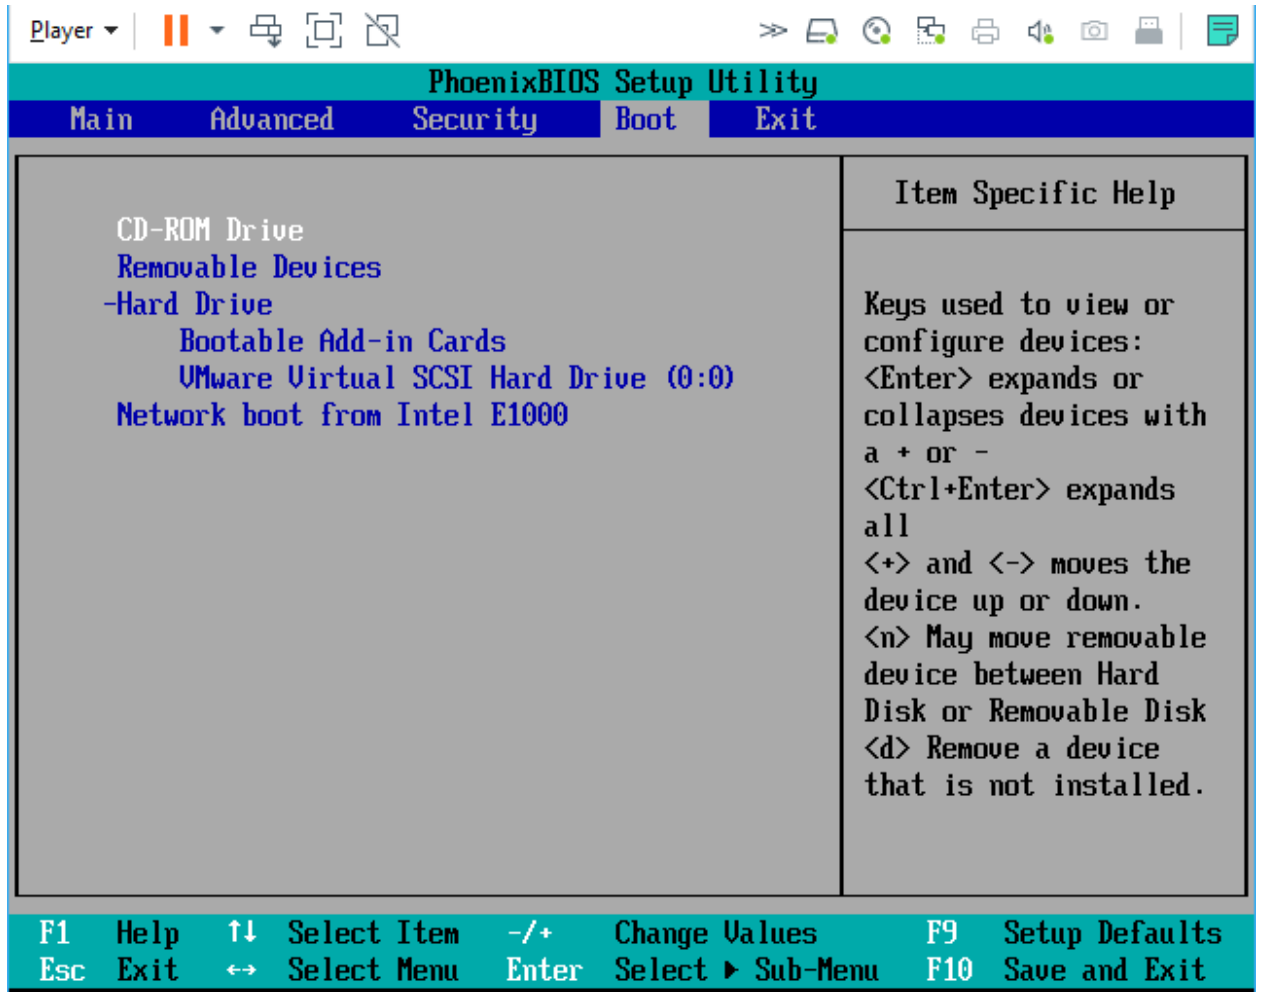 Player
PhoenixBIOS Setup Utility
Main Advanced Security Boot Exit
Item Specific Help
CD-ROM Drive
Removable Devices
-Hard Drive
Bootable Add-in Cards
VMware Virtual SCSI Hard Drive (0:0)
Network boot from Intel E1000
Keys used to view or
configure devices:
<Enter> expands or
collapses devices with
a + or -
<Ctrl+Enter> expands
all
<+> and <-> moves the
device up or down.
<n> May move removable
device between Hard
Disk or Removable Disk
<d> Remove a device
that is not installed.
F1 Help ↑↓ Select Item -/+ Change Values F9 Setup Defaults
Esc Exit ↔ Select Menu Enter Select ▶ Sub-Menu F10 Save and Exit